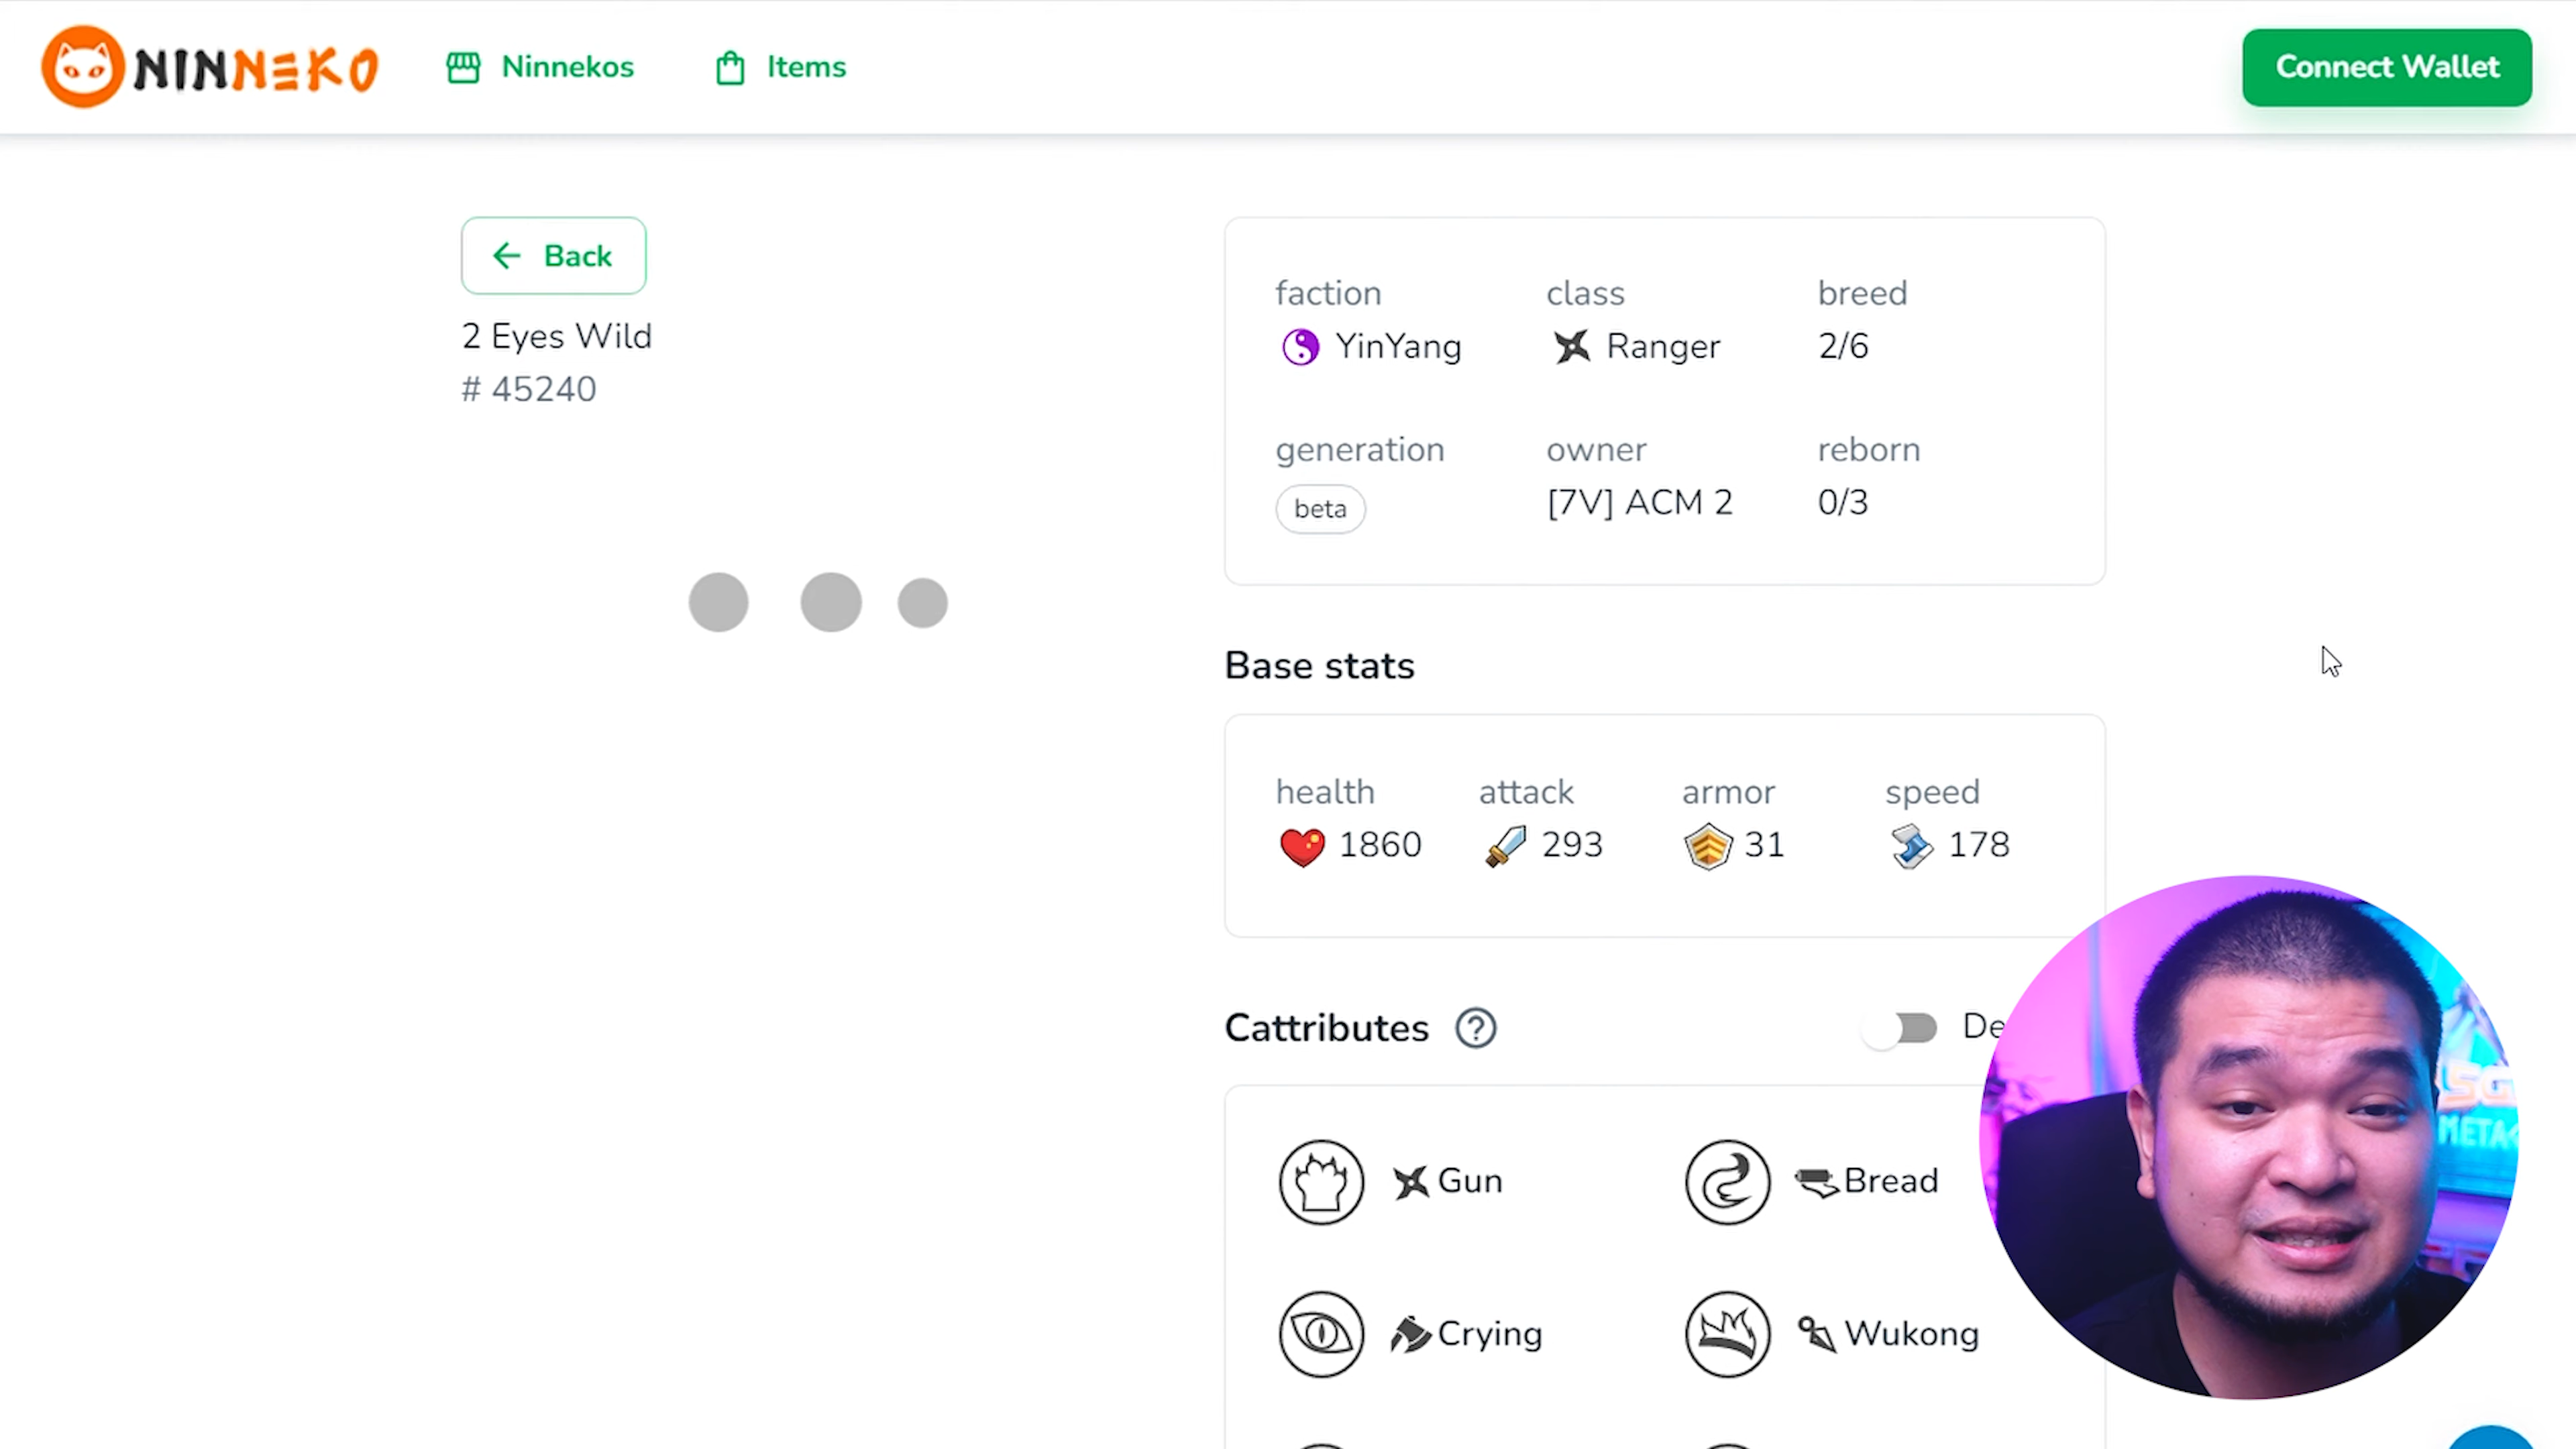 NINNEKO
Ninnekos
Items
Connect Wallet
Back
2 Eyes Wild
# 45240
faction class breed
YinYang Ranger 2/6
generation owner reborn
beta [7V] ACM 2 0/3
Base stats
health attack armor speed
1860 293 31 178
Cattributes ? De
Gun Bread
Crying Wukong
META